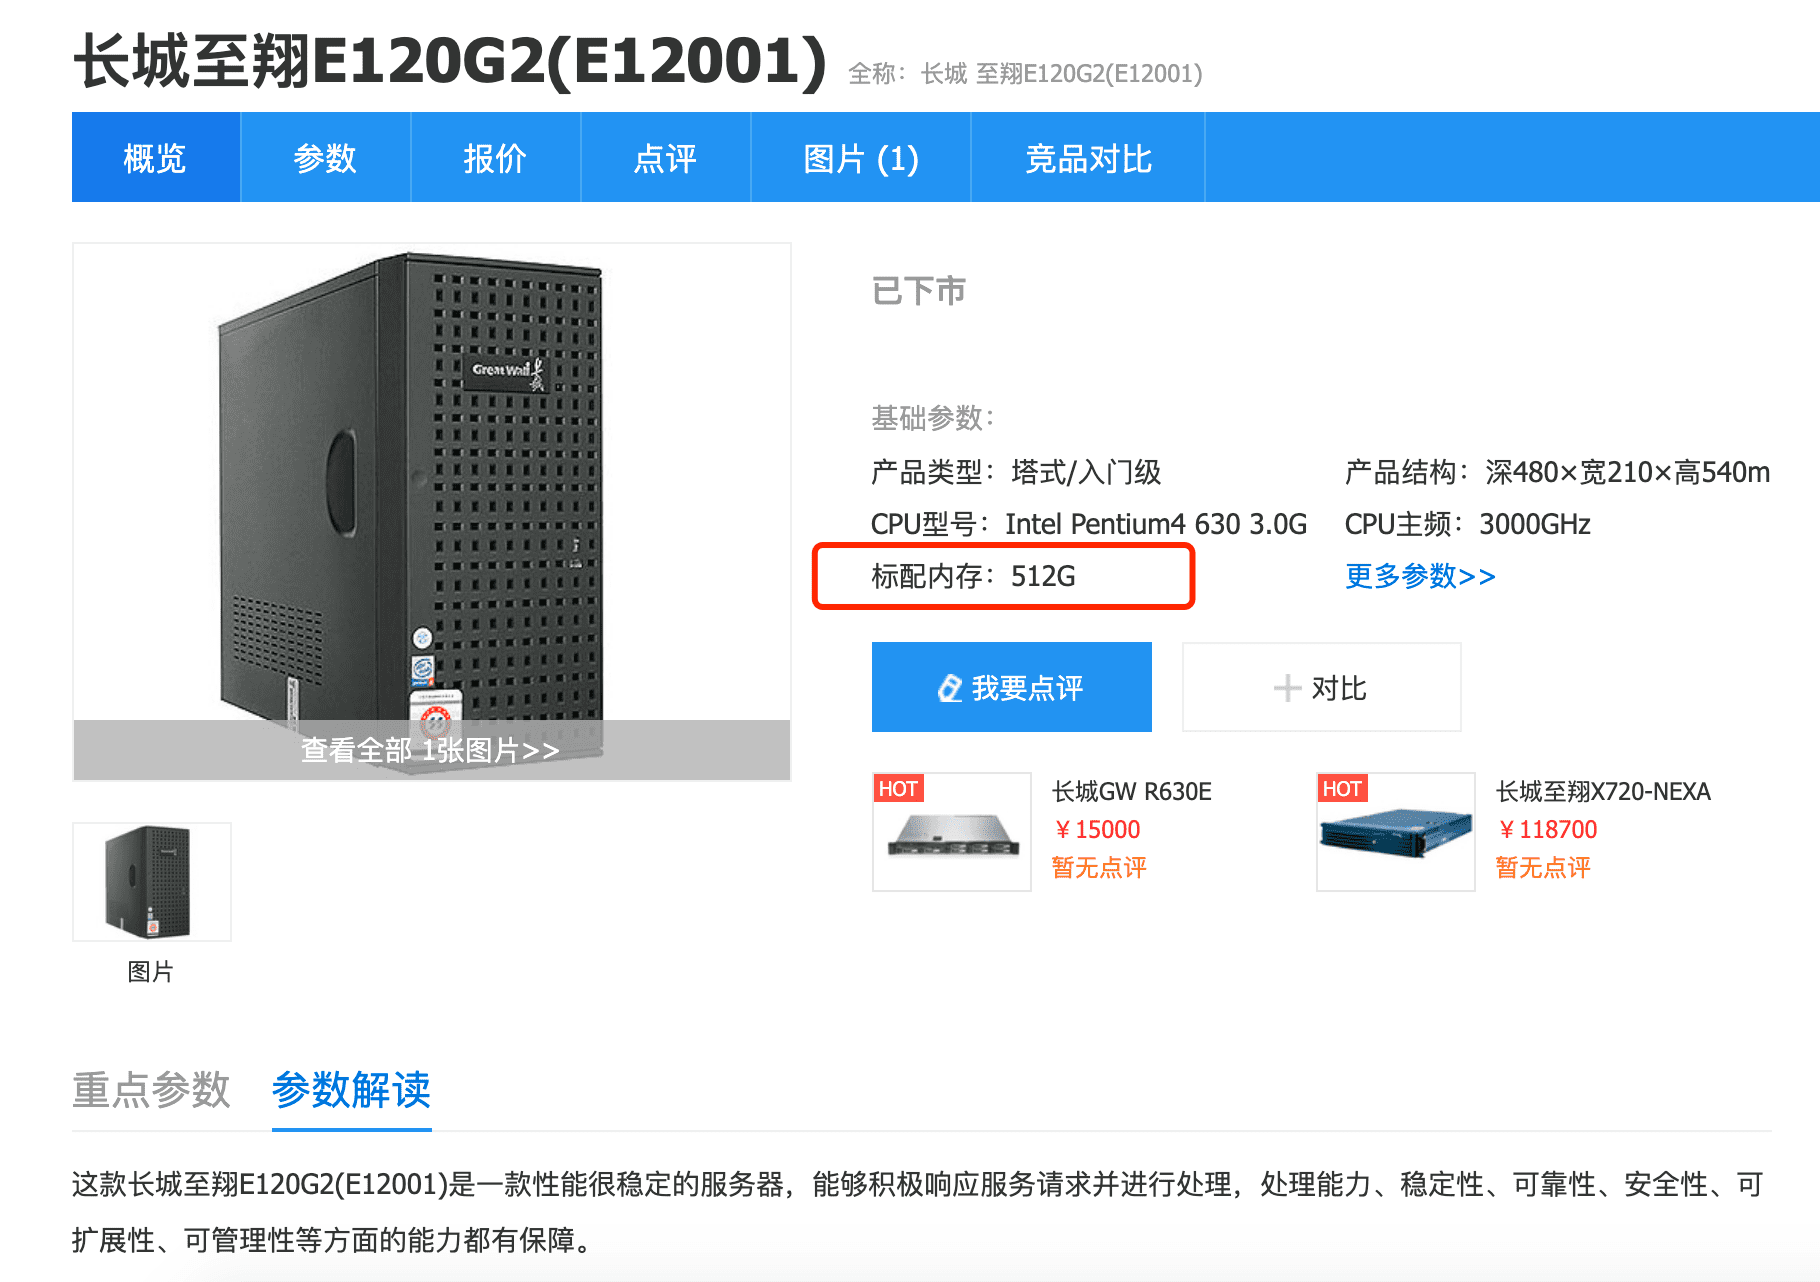 长城至翔E120G2(E12001) 全称：长城 至翔E120G2(E12001)
概览 参数 报价 点评 图片 (1) 竞品对比
已下市
Great Wall 长城
基础参数：
产品类型：塔式/入门级 产品结构：深480×宽210×高540m
CPU型号：Intel Pentium4 630 3.0G CPU主频：3000GHz
标配内存：512G 更多参数>>
我要点评 对比
查看全部 1张图片>>
HOT 长城GW R630E
￥15000
暂无点评
HOT 长城至翔X720-NEXA
￥118700
暂无点评
图片
重点参数 参数解读
这款长城至翔E120G2(E12001)是一款性能很稳定的服务器，能够积极响应服务请求并进行处理，处理能力、稳定性、可靠性、安全性、可
扩展性、可管理性等方面的能力都有保障。